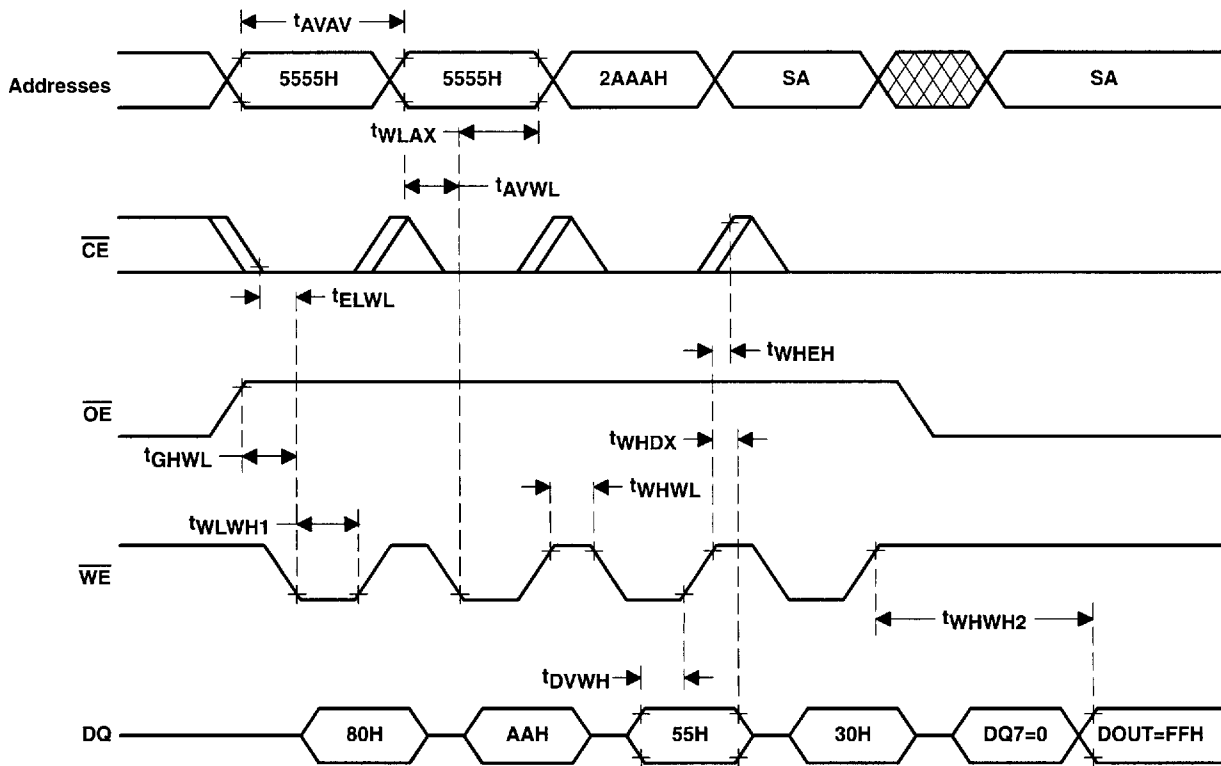 tAVAV
Addresses 5555H 5555H 2AAAH SA SA
tWLAX
tAVWL
CE
tELWL
tWHEH
OE
tWHDX
tGHWL
tWHWL
tWLWH1
WE
tWHWH2
tDVWH
DQ 80H AAH 55H 30H DQ7=0 DOUT=FFH